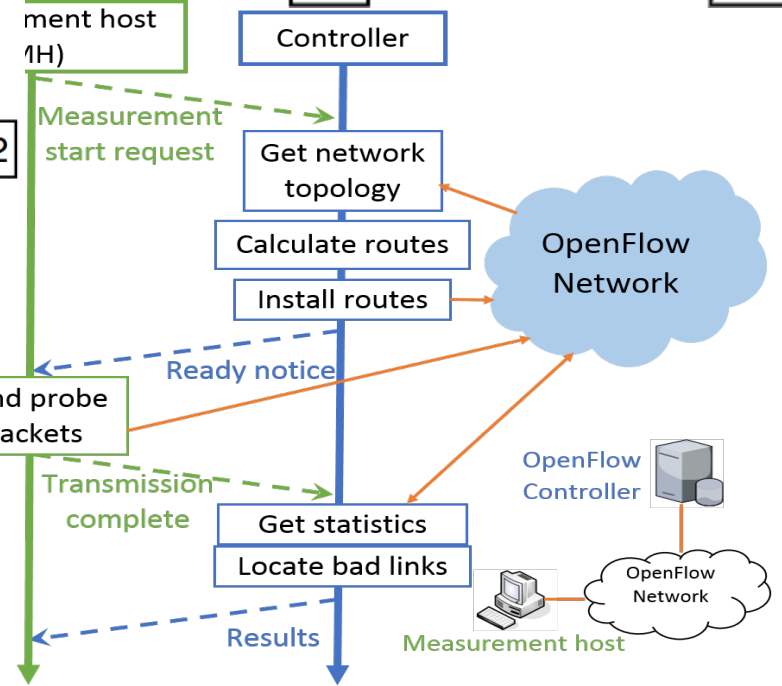 ment host
MH)
Controller
Measurement
start request
2
Get network
topology
Calculate routes
OpenFlow
Network
Install routes
Ready notice
nd probe
ackets
Transmission
complete
Get statistics
Locate bad links
Results
OpenFlow
Controller
OpenFlow
Network
Measurement host